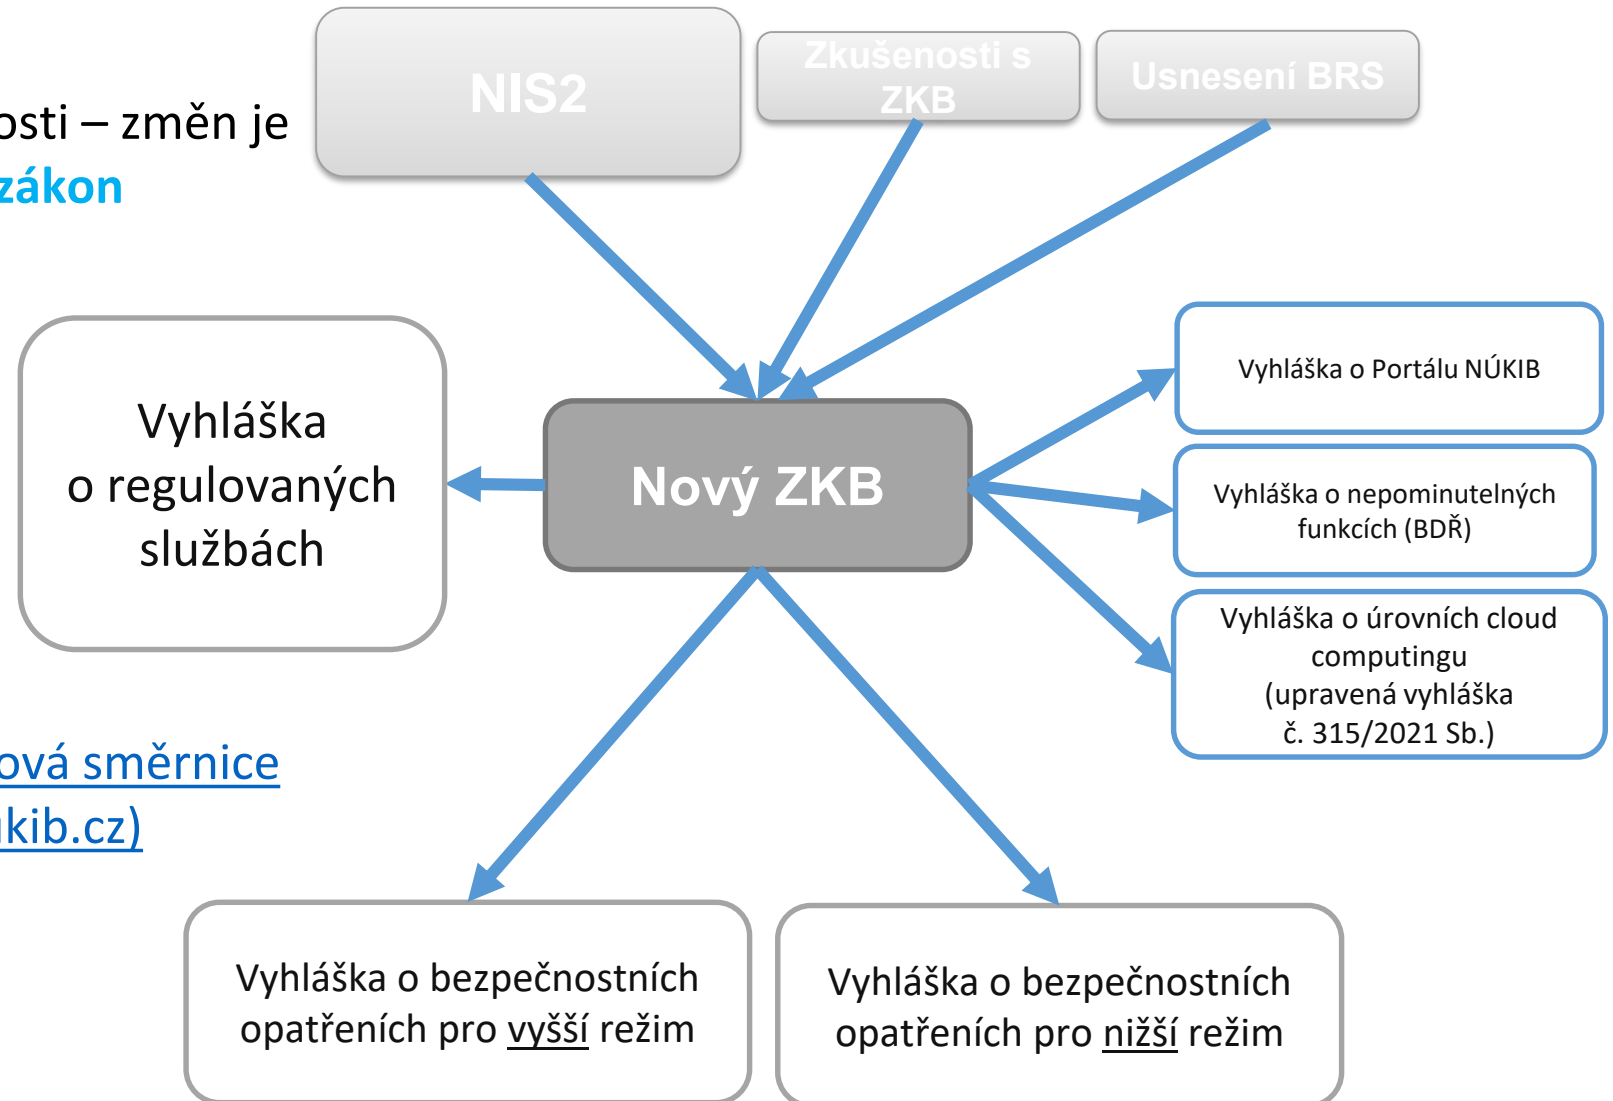 NIS2
Zkušenosti s
ZKB
Usnesení BRS
osti – změn je
zákon
Vyhláška
o regulovaných
službách
Nový ZKB
Vyhláška o Portálu NÚKIB
Vyhláška o nepominutelných
funkcích (BDŘ)
Vyhláška o úrovních cloud
computingu
(upravená vyhláška
č. 315/2021 Sb.)
ová směrnice
ukib.cz)
Vyhláška o bezpečnostních
opatřeních pro vyšší režim
Vyhláška o bezpečnostních
opatřeních pro nižší režim